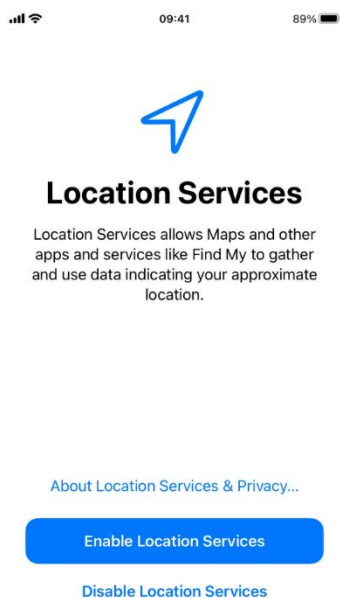 09:41
89%
Location Services
Location Services allows Maps and other
apps and services like Find My to gather
and use data indicating your approximate
location.
About Location Services & Privacy...
Enable Location Services
Disable Location Services